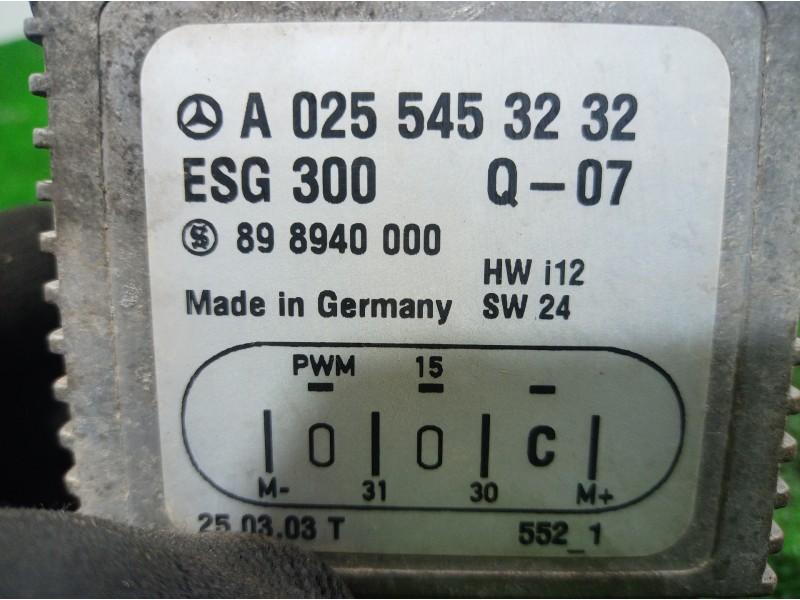 A 025 545 32 32
ESG 300 Q-07
S 89 8940 000
HW i12
Made in Germany SW 24
PWM 15
0 0 C
M- 31 30 M+
25.03.03 T 552_1